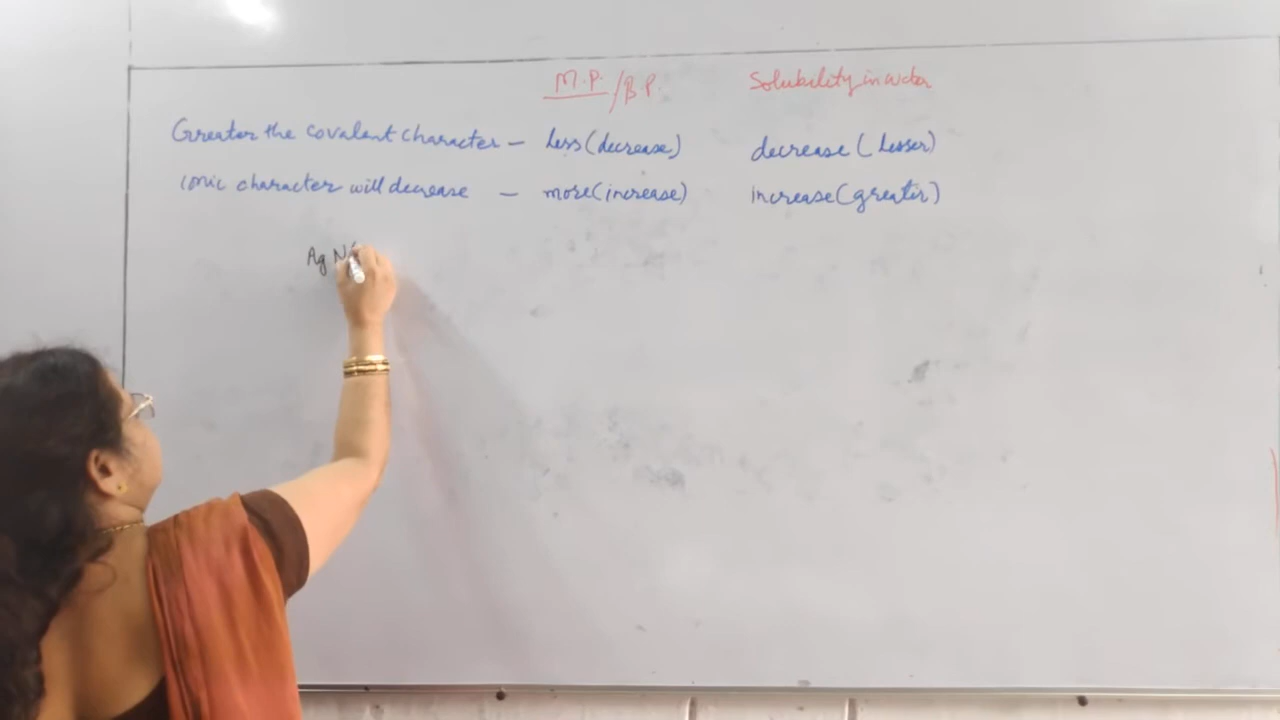 M.P. / B P. Solubility in water
Greater the covalent character - less (decrease) decrease (lesser)
ionic character will decrease - more (increase) increase (greater)
Ag N